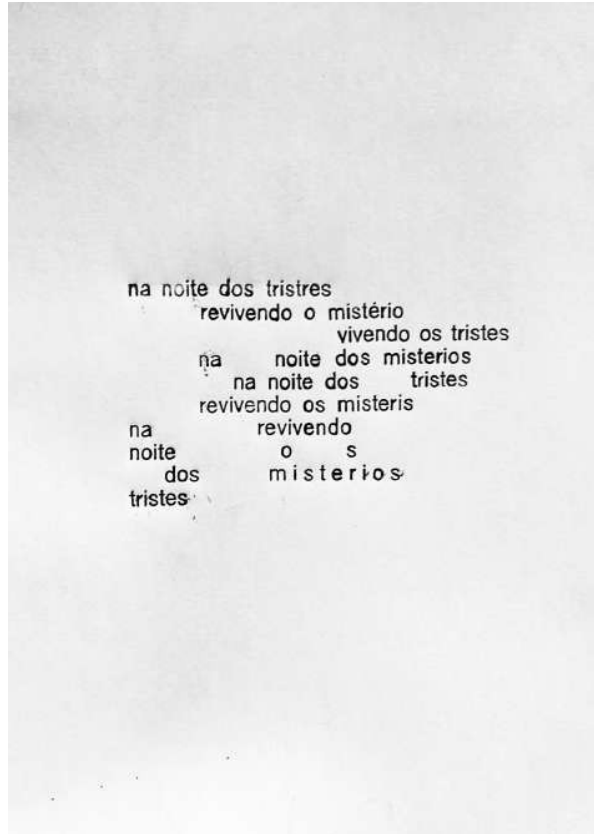 na noite dos tristres
revivendo o mistério
vivendo os tristes
na noite dos misterios
na noite dos tristes
revivendo os misteris
na revivendo
noite o s
dos misterios
tristes